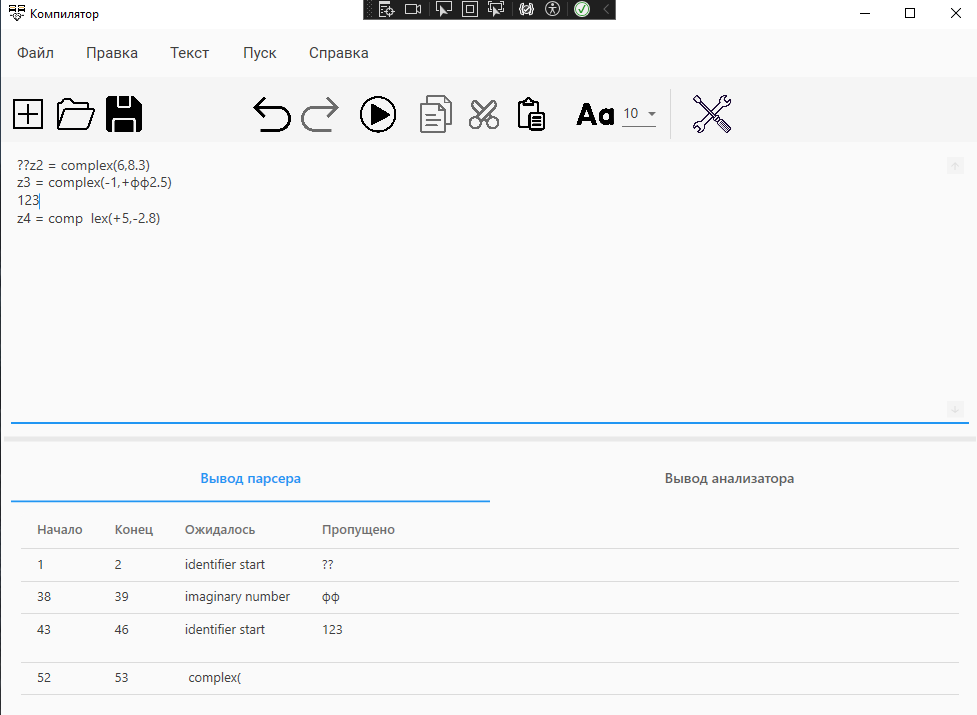 Компилятор
Файл Правка Текст Пуск Справка
Aa 10
??z2 = complex(6,8.3)
z3 = complex(-1,+фф2.5)
123
z4 = comp  lex(+5,-2.8)
Вывод парсера Вывод анализатора
Начало Конец Ожидалось Пропущено
1 2 identifier start ??
38 39 imaginary number фф
43 46 identifier start 123
52 53 complex(